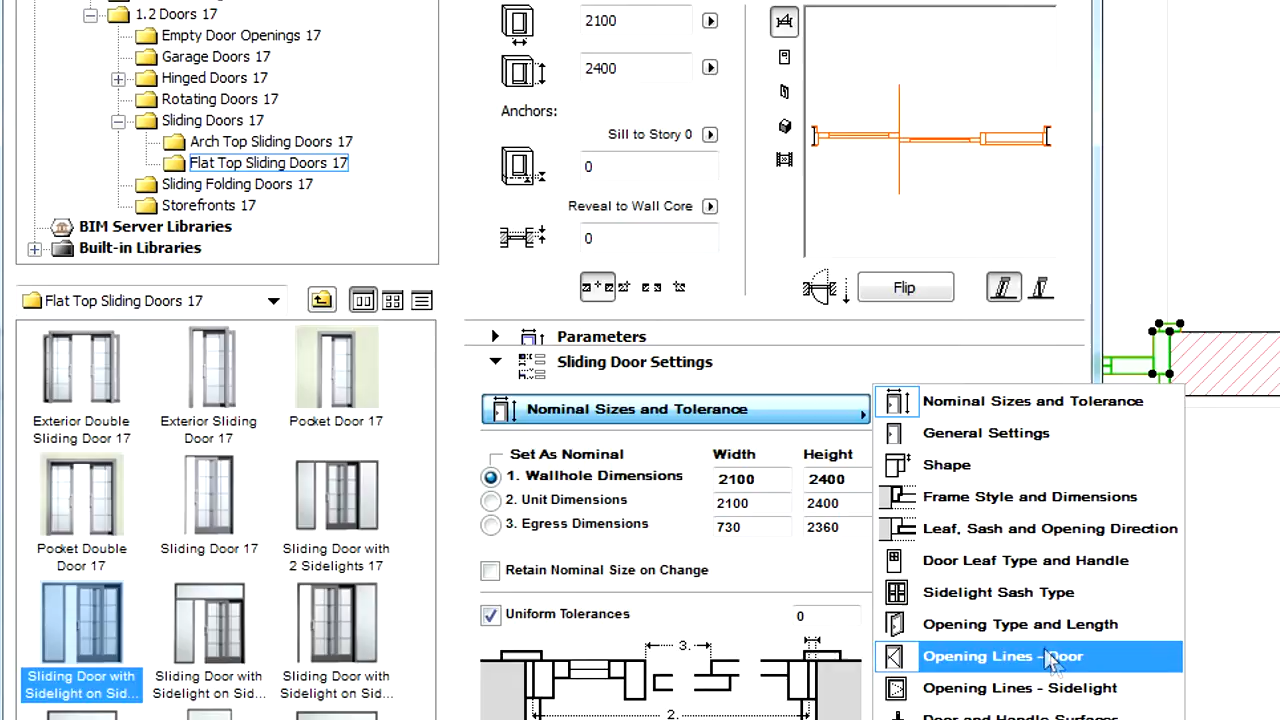 1.2 Doors 17
Empty Door Openings 17
Garage Doors 17
Hinged Doors 17
Rotating Doors 17
Sliding Doors 17
Arch Top Sliding Doors 17
Flat Top Sliding Doors 17
Sliding Folding Doors 17
Storefronts 17
BIM Server Libraries
Built-in Libraries
Flat Top Sliding Doors 17
Exterior Double
Sliding Door 17
Exterior Sliding
Door 17
Pocket Door 17
Pocket Double
Door 17
Sliding Door 17
Sliding Door with
2 Sidelights 17
Sliding Door with
Sidelight on Sid...
Sliding Door with
Sidelight on Sid...
Sliding Door with
Sidelight on Sid...
2100
2400
Anchors:
Sill to Story 0
0
Reveal to Wall Core
0
Flip
Parameters
Sliding Door Settings
Nominal Sizes and Tolerance
Set As Nominal Width Height
1. Wallhole Dimensions 2100 2400
2. Unit Dimensions 2100 2400
3. Egress Dimensions 730 2360
Retain Nominal Size on Change
Uniform Tolerances 0
3.
2.
Nominal Sizes and Tolerance
General Settings
Shape
Frame Style and Dimensions
Leaf, Sash and Opening Direction
Door Leaf Type and Handle
Sidelight Sash Type
Opening Type and Length
Opening Lines - Door
Opening Lines - Sidelight
Door and Handle Surfaces